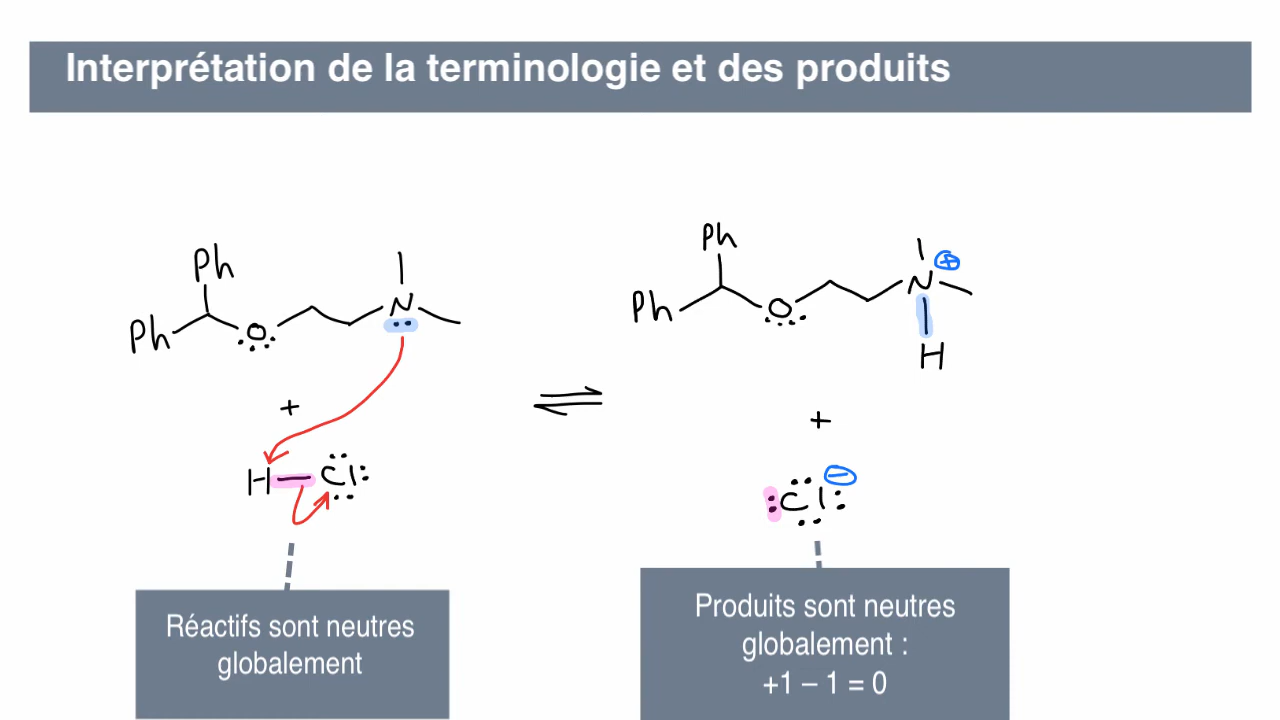 Interprétation de la terminologie et des produits
Ph
Ph
O
N
+
H
Cl
Ph
Ph
O
N
+
H
+
Cl
−
Réactifs sont neutres
globalement
Produits sont neutres
globalement :
+1 – 1 = 0